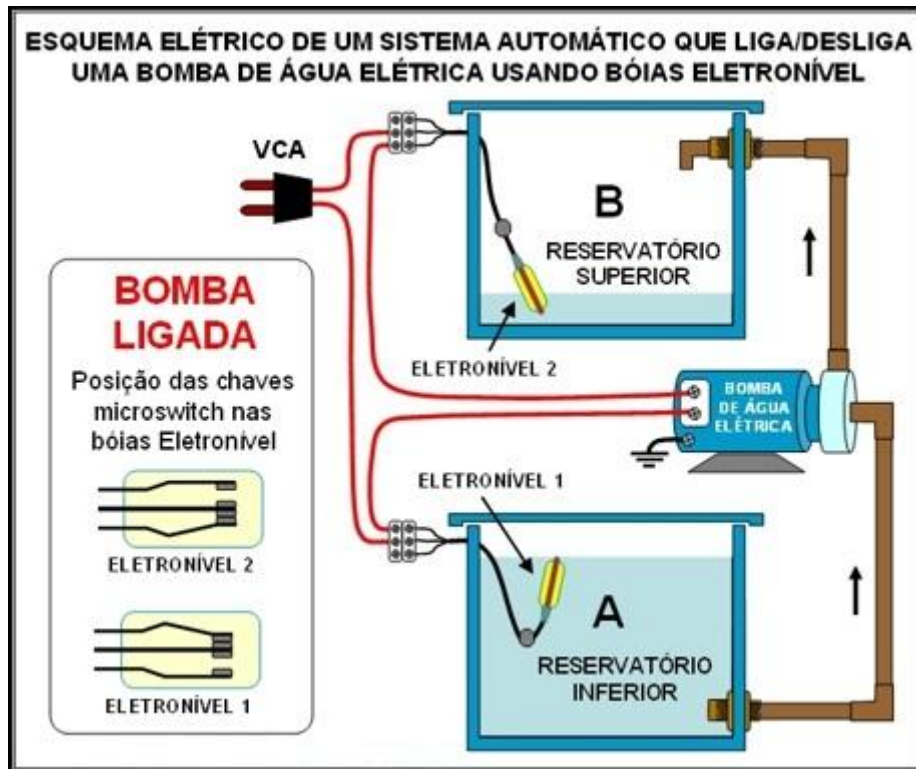 ESQUEMA ELÉTRICO DE UM SISTEMA AUTOMÁTICO QUE LIGA/DESLIGA
UMA BOMBA DE ÁGUA ELÉTRICA USANDO BÓIAS ELETRONÍVEL
VCA
B
RESERVATÓRIO
SUPERIOR
ELETRONÍVEL 2
BOMBA
LIGADA
Posição das chaves
microswitch nas
bóias Eletronível
ELETRONÍVEL 2
ELETRONÍVEL 1
BOMBA
DE ÁGUA
ELÉTRICA
ELETRONÍVEL 1
A
RESERVATÓRIO
INFERIOR